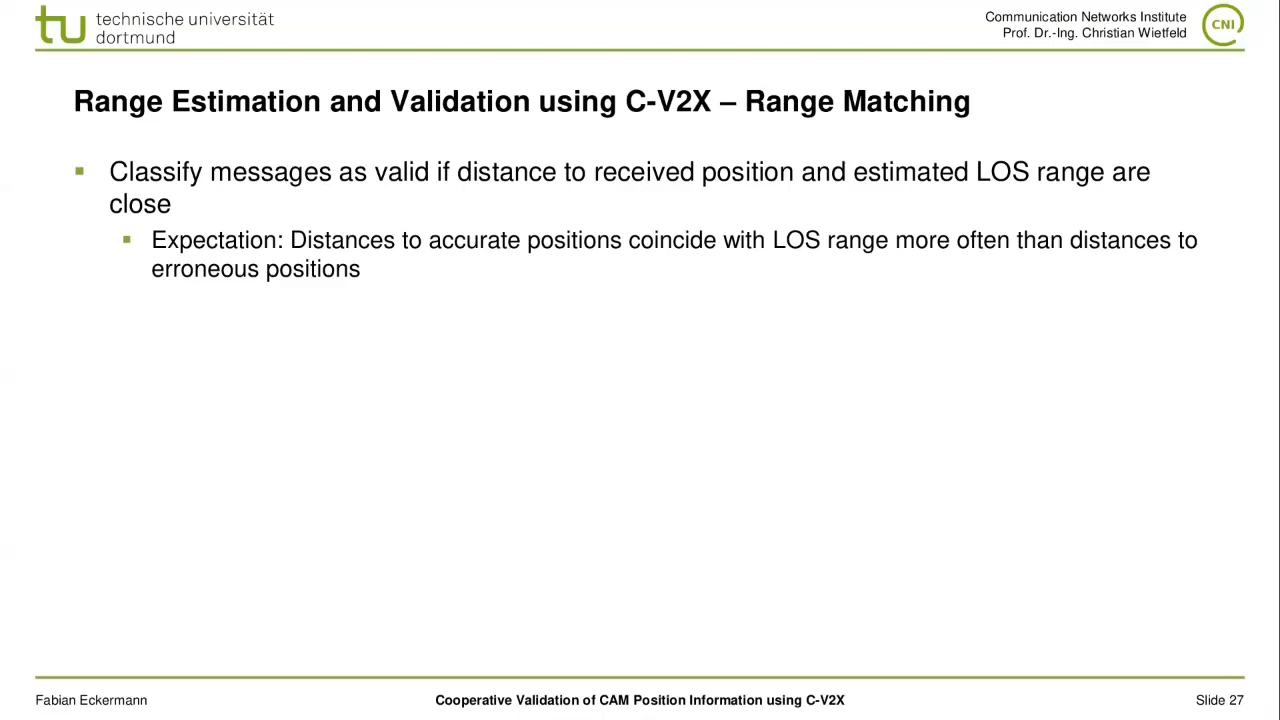 technische universität
dortmund
Communication Networks Institute
Prof. Dr.-Ing. Christian Wietfeld
CNI
Range Estimation and Validation using C-V2X – Range Matching
Classify messages as valid if distance to received position and estimated LOS range are
close
Expectation: Distances to accurate positions coincide with LOS range more often than distances to
erroneous positions
Fabian Eckermann
Cooperative Validation of CAM Position Information using C-V2X
Slide 27